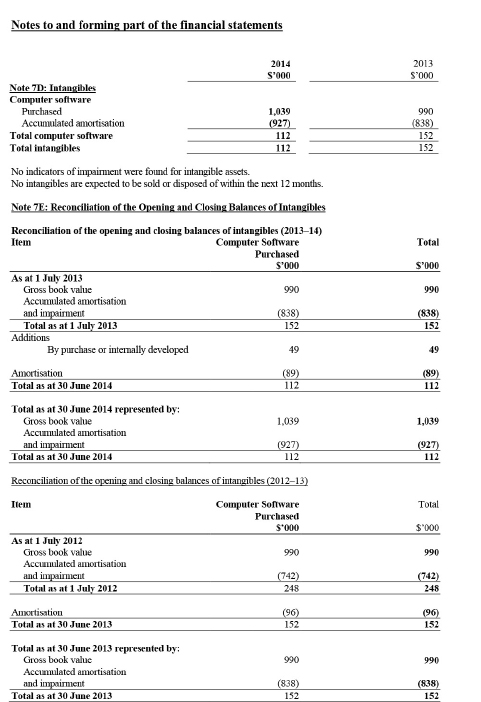 Notes to and forming part of the financial statements
2014 2013
$'000 $'000
Note 7D: Intangibles
Computer software
Purchased 1,039 990
Accumulated amortisation (927) (838)
Total computer software 112 152
Total intangibles 112 152
No indicators of impairment were found for intangible assets.
No intangibles are expected to be sold or disposed of within the next 12 months.
Note 7E: Reconciliation of the Opening and Closing Balances of Intangibles
Reconciliation of the opening and closing balances of intangibles (2013–14)
Item Computer Software Total
Purchased
$'000 $'000
As at 1 July 2013
Gross book value 990 990
Accumulated amortisation
and impairment (838) (838)
Total as at 1 July 2013 152 152
Additions
By purchase or internally developed 49 49
Amortisation (89) (89)
Total as at 30 June 2014 112 112
Total as at 30 June 2014 represented by:
Gross book value 1,039 1,039
Accumulated amortisation
and impairment (927) (927)
Total as at 30 June 2014 112 112
Reconciliation of the opening and closing balances of intangibles (2012–13)
Item Computer Software Total
Purchased
$'000 $'000
As at 1 July 2012
Gross book value 990 990
Accumulated amortisation
and impairment (742) (742)
Total as at 1 July 2012 248 248
Amortisation (96) (96)
Total as at 30 June 2013 152 152
Total as at 30 June 2013 represented by:
Gross book value 990 990
Accumulated amortisation
and impairment (838) (838)
Total as at 30 June 2013 152 152